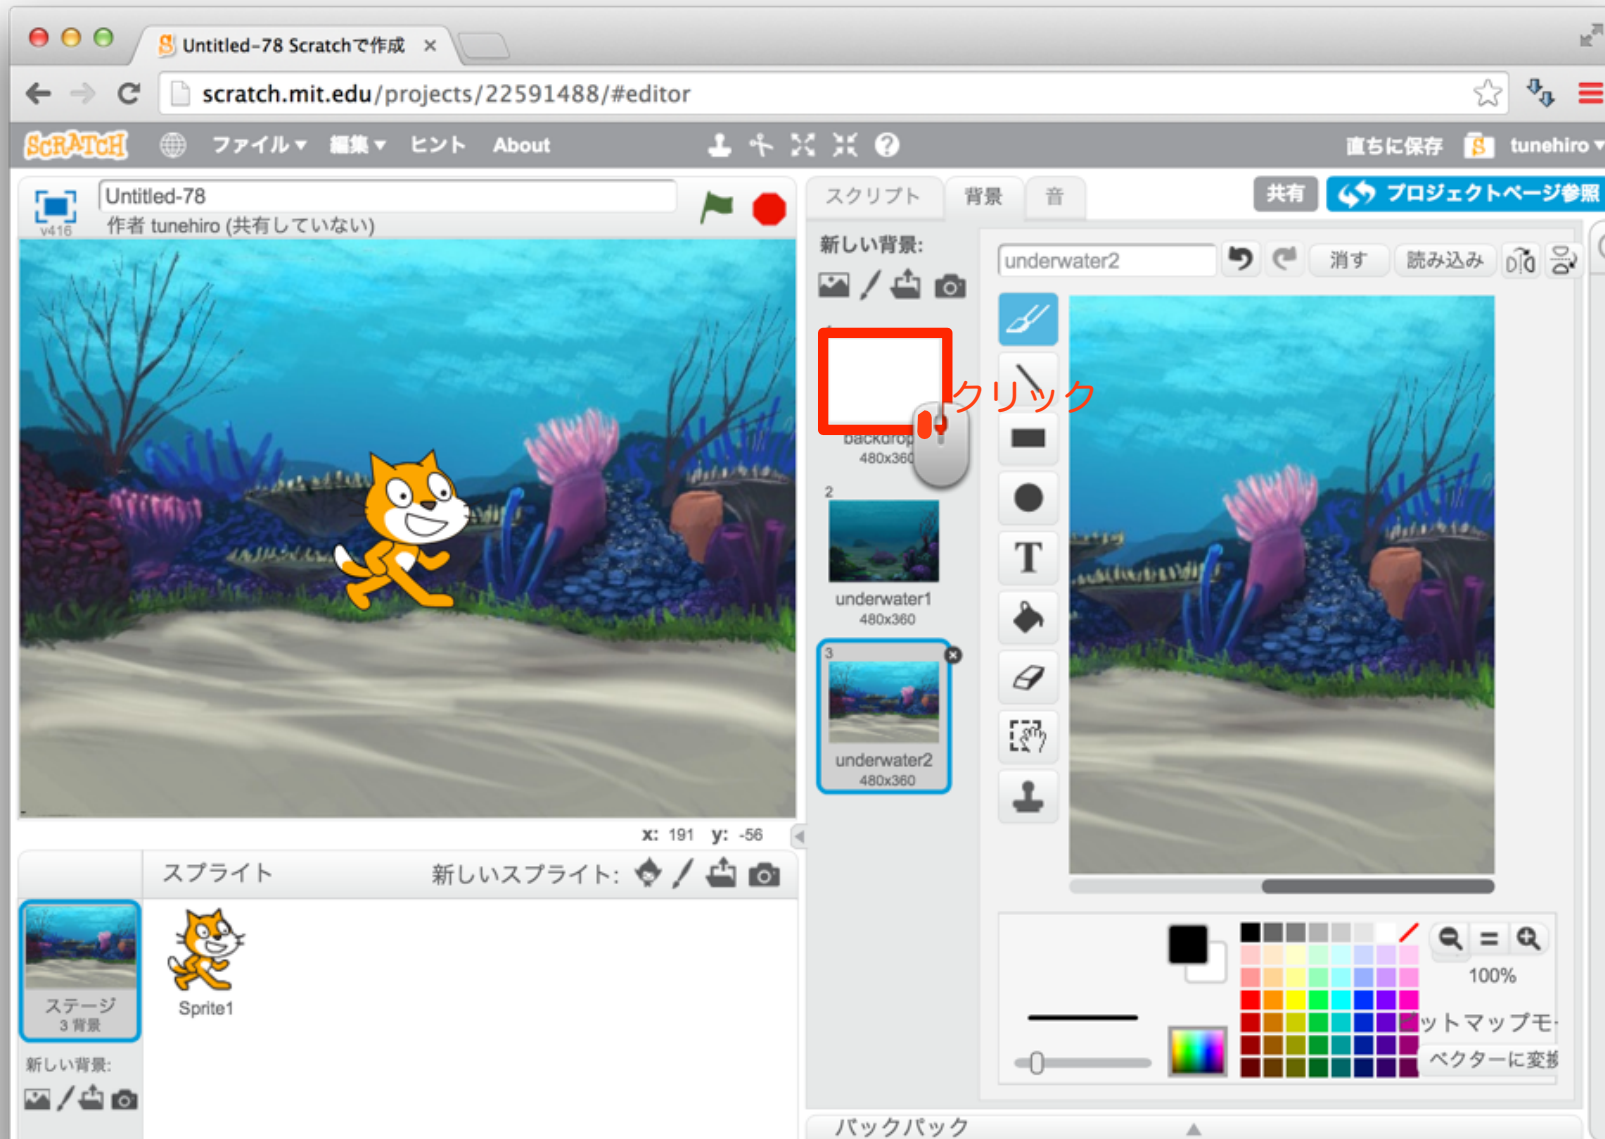 Untitled-78 Scratchで作成
scratch.mit.edu/projects/22591488/#editor
SCRATCH ファイル 編集 ヒント About 直ちに保存 tunehiro
v416
Untitled-78
作者 tunehiro (共有していない)
スクリプト 背景 音 共有 プロジェクトページ参照
新しい背景:
underwater2 消す 読み込み
クリック
1
backdrop
480x360
2
underwater1
480x360
3
underwater2
480x360
T
x: 191 y: -56
スプライト 新しいスプライト:
ステージ
3 背景
Sprite1
新しい背景:
100%
ットマップモ
ベクターに変換
バックパック